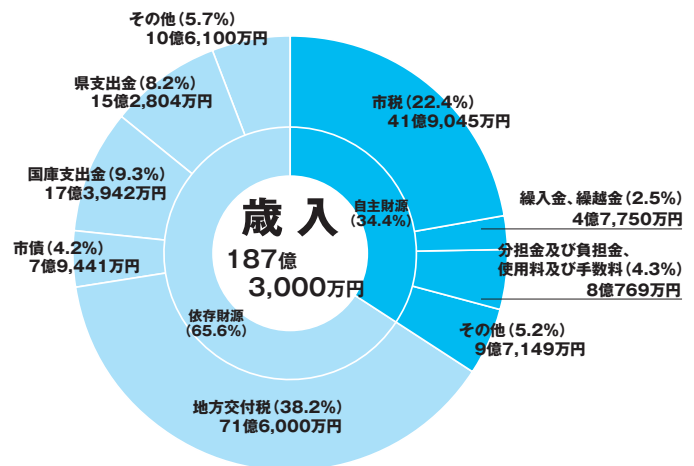 歳入
187億
3,000万円
自主財源
(34.4%)
市税(22.4%)
41億9,045万円
繰入金、繰越金(2.5%)
4億7,750万円
分担金及び負担金、
使用料及び手数料(4.3%)
8億769万円
その他(5.2%)
9億7,149万円
依存財源
(65.6%)
地方交付税(38.2%)
71億6,000万円
市債(4.2%)
7億9,441万円
国庫支出金(9.3%)
17億3,942万円
県支出金(8.2%)
15億2,804万円
その他(5.7%)
10億6,100万円